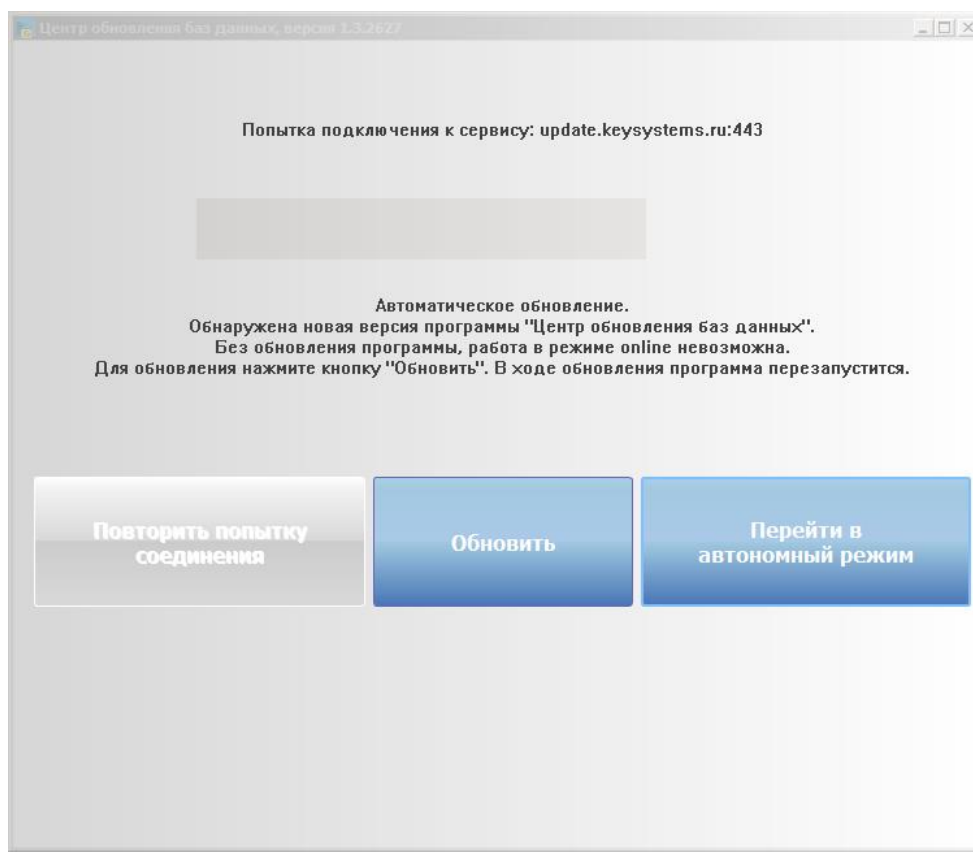 Центр обновления баз данных, версия 1.3.2627
Попытка подключения к сервису: update.keysystems.ru:443
Автоматическое обновление.
Обнаружена новая версия программы "Центр обновления баз данных".
Без обновления программы, работа в режиме online невозможна.
Для обновления нажмите кнопку "Обновить". В ходе обновления программа перезапустится.
Повторить попытку
соединения
Обновить
Перейти в
автономный режим